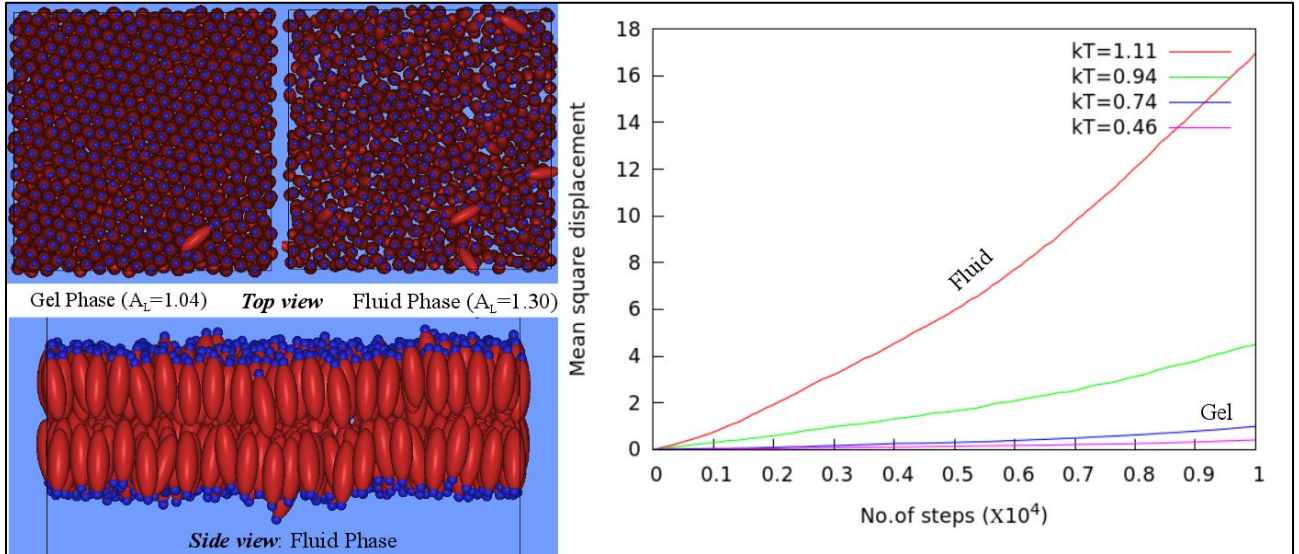 Gel Phase (A_L=1.04) Top view Fluid Phase (A_L=1.30)
Side view: Fluid Phase
Mean square displacement
18
16
14
12
10
8
6
4
2
0
kT=1.11
kT=0.94
kT=0.74
kT=0.46
Fluid
Gel
0 0.1 0.2 0.3 0.4 0.5 0.6 0.7 0.8 0.9 1
No.of steps (X10⁴)